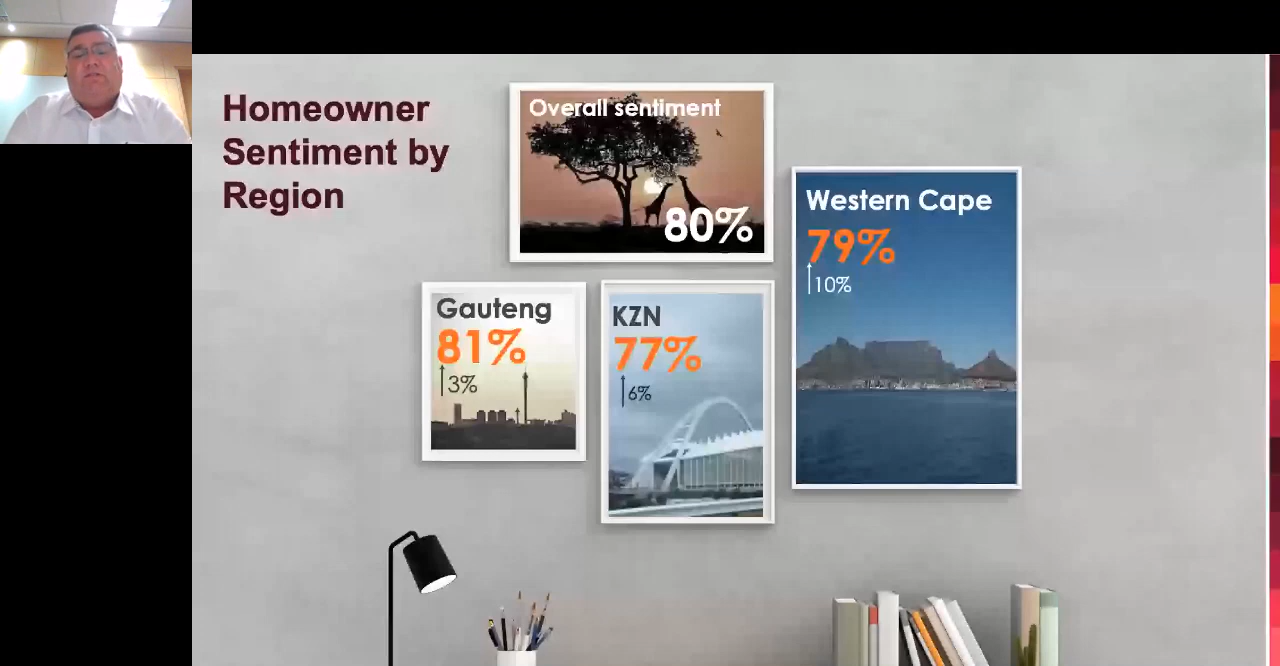 Homeowner
Sentiment by
Region
Overall sentiment
80%
Western Cape
79%
10%
Gauteng
81%
3%
KZN
77%
6%